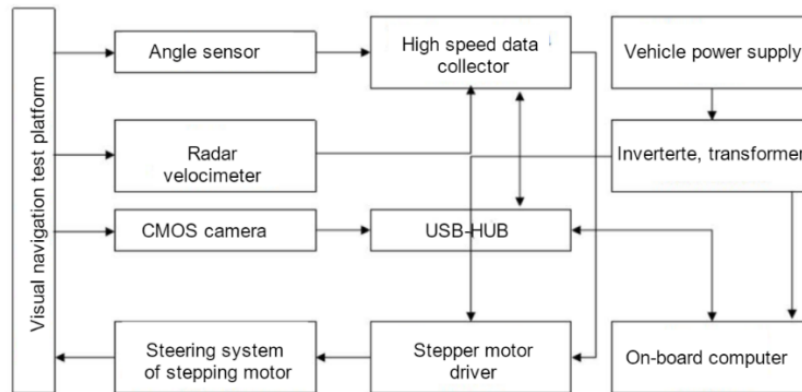 Visual navigation test platform
Angle sensor
High speed data
collector
Vehicle power supply
Radar
velocimeter
Inverterte, transformer
CMOS camera
USB-HUB
Steering system
of stepping motor
Stepper motor
driver
On-board computer